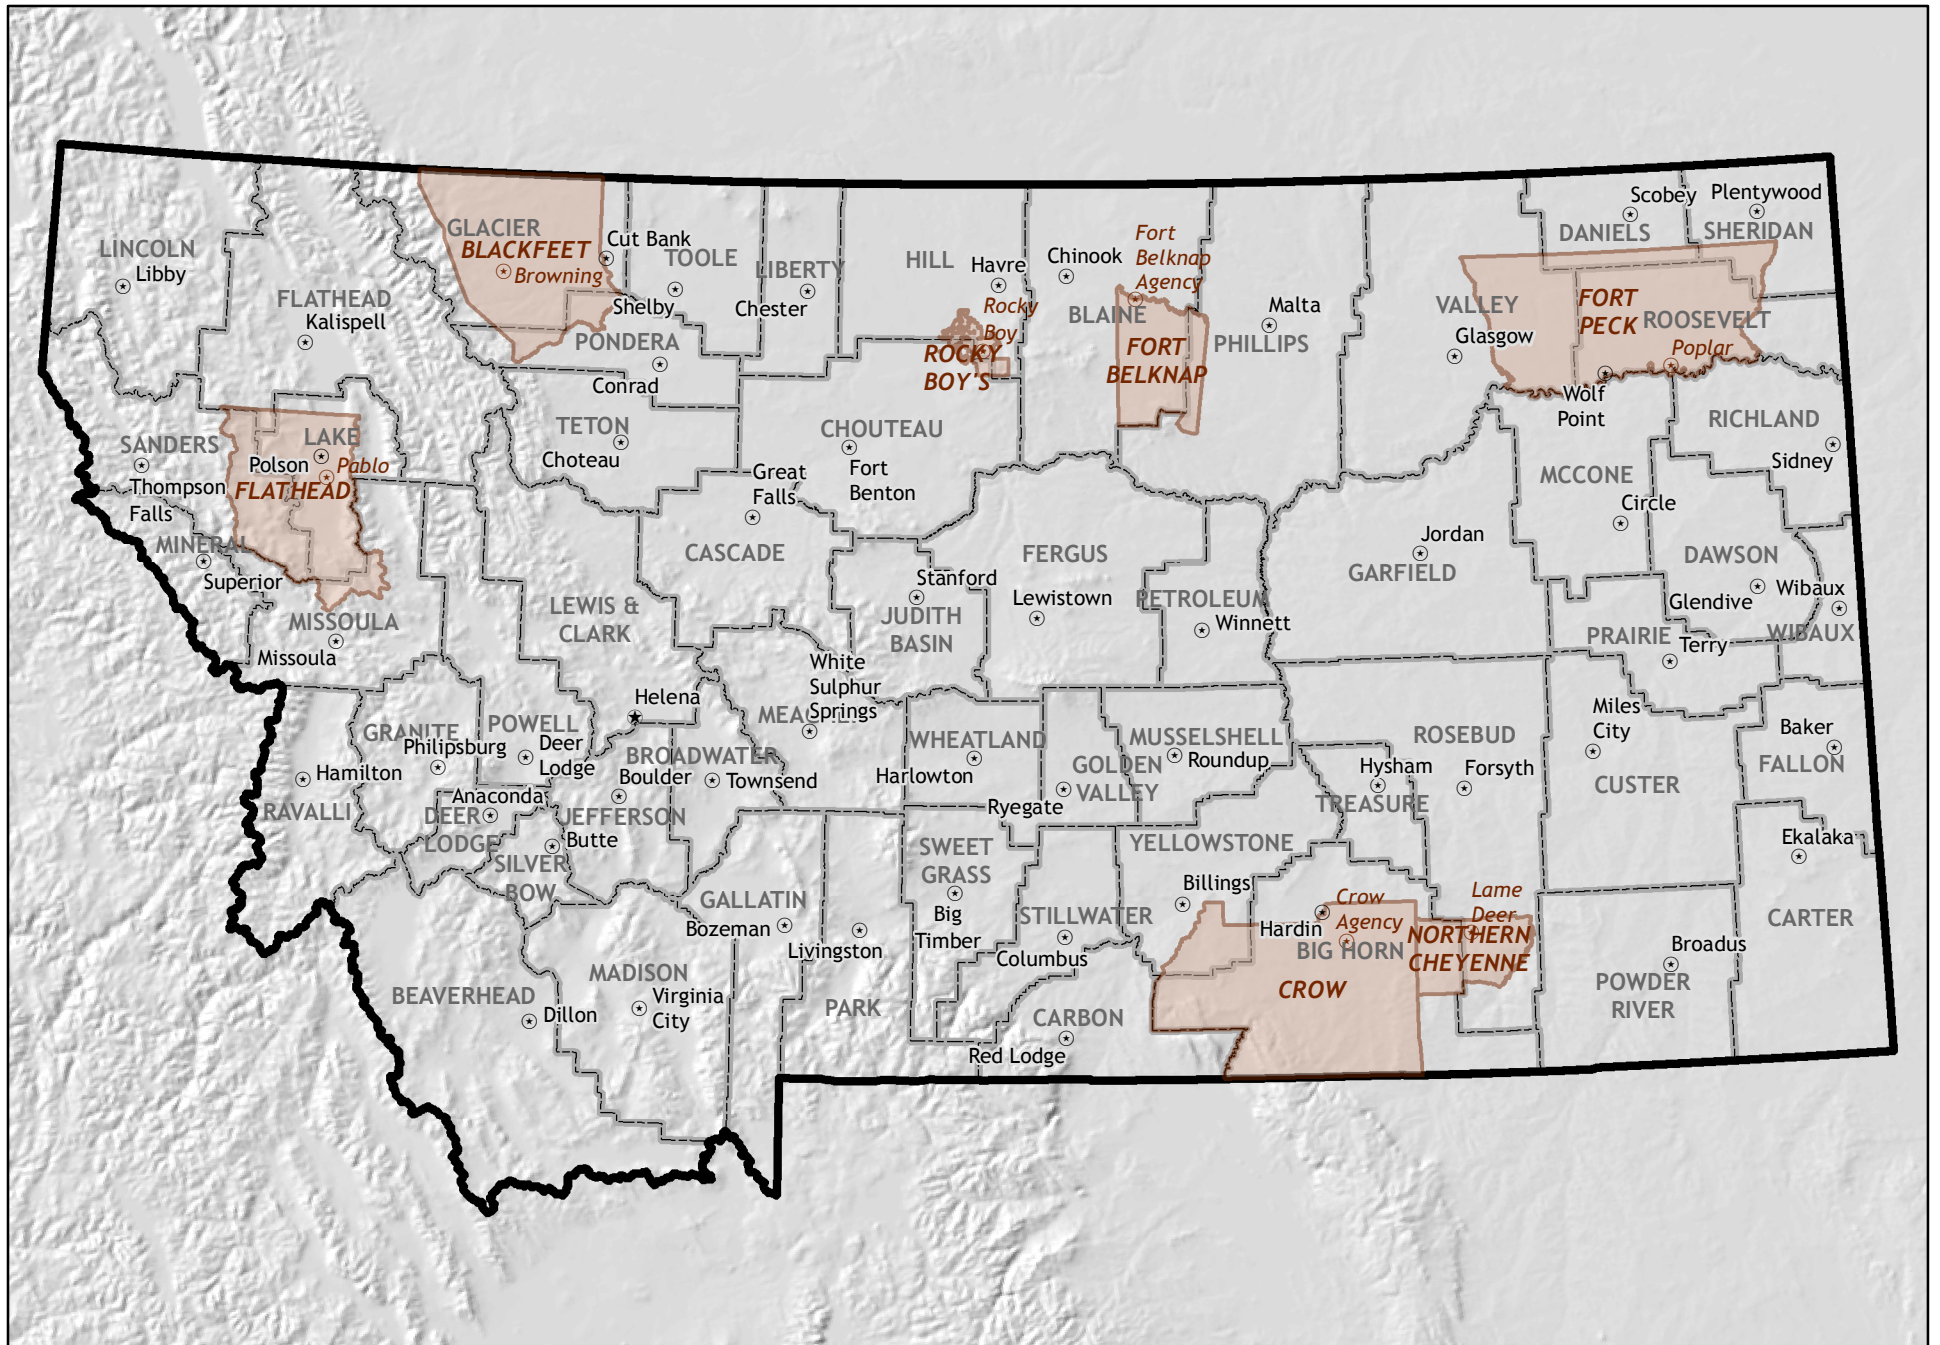 Scobey
Plentywood
DANIELS
SHERIDAN
GLACIER
BLACKFEET
Browning
Cut Bank
TOOLE
Shelby
LIBERTY
Chester
HILL
Havre
Rocky
Boy
ROCKY
BOY'S
Chinook
BLAINE
Fort
Belknap
Agency
FORT
BELKNAP
Malta
PHILLIPS
VALLEY
Glasgow
FORT
PECK
ROOSEVELT
Poplar
Wolf
Point
LINCOLN
Libby
FLATHEAD
Kalispell
PONDERA
Conrad
TETON
Choteau
CHOUTEAU
Fort
Benton
RICHLAND
Sidney
SANDERS
Thompson
Falls
LAKE
Polson
Pablo
FLATHEAD
Great
Falls
CASCADE
MCCONE
Circle
MINERAL
Superior
MISSOULA
Missoula
LEWIS &
CLARK
Stanford
JUDITH
BASIN
FERGUS
Lewistown
PETROLEUM
Winnett
Jordan
GARFIELD
DAWSON
Glendive
Wibaux
WIBAUX
PRAIRIE
Terry
Helena
White
Sulphur
Springs
MEAGHER
GRANITE
Philipsburg
POWELL
Deer
Lodge
BROADWATER
Boulder
Townsend
WHEATLAND
Harlowton
GOLDEN
VALLEY
Ryegate
MUSSELSHELL
Roundup
Hysham
TREASURE
ROSEBUD
Forsyth
Miles
City
CUSTER
Baker
FALLON
Hamilton
RAVALLI
Anaconda
DEER
LODGE
JEFFERSON
Butte
SILVER
BOW
SWEET
GRASS
Big
Timber
YELLOWSTONE
Billings
Ekalaka
CARTER
GALLATIN
Bozeman
Livingston
PARK
STILLWATER
Columbus
Hardin
Crow
Agency
BIG HORN
CROW
Lame
Deer
NORTHERN
CHEYENNE
Broadus
POWDER
RIVER
BEAVERHEAD
Dillon
MADISON
Virginia
City
CARBON
Red Lodge